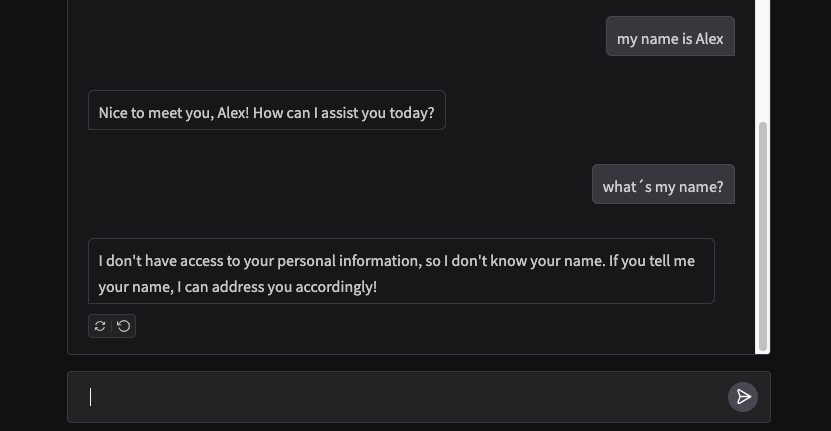 my name is Alex
Nice to meet you, Alex! How can I assist you today?
what´s my name?
I don't have access to your personal information, so I don't know your name. If you tell me
your name, I can address you accordingly!